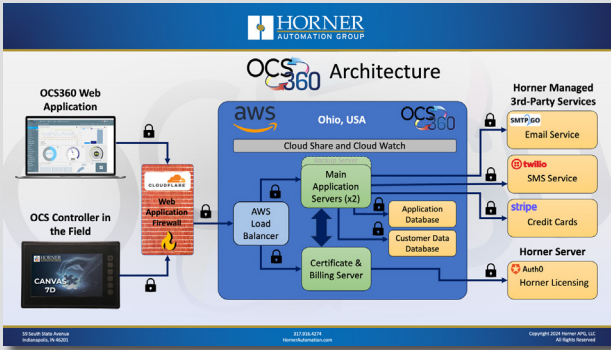 HORNER
AUTOMATION GROUP
OCS360 Architecture
OCS360 Web
Application
OCS Controller in
the Field
HORNER
CANVAS
7D
CLOUDFLARE
Web
Application
Firewall
aws
Ohio, USA
OCS360
Cloud Share and Cloud Watch
Main
Application
Servers (x2)
AWS
Load
Balancer
Application
Database
Customer Data
Database
Certificate &
Billing Server
Horner Managed
3rd-Party Services
SMTP2GO
Email Service
twilio
SMS Service
stripe
Credit Cards
Horner Server
Auth0
Horner Licensing
59 South State Avenue
Indianapolis, IN 46201
317.916.4274
HornerAutomation.com
Copyright 2024 Horner APG, LLC
All Rights Reserved